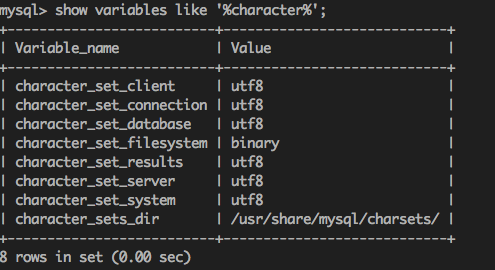 mysql> show variables like '%character%';
+--------------------------+----------------------------+
| Variable_name            | Value                      |
+--------------------------+----------------------------+
| character_set_client     | utf8                       |
| character_set_connection | utf8                       |
| character_set_database   | utf8                       |
| character_set_filesystem | binary                     |
| character_set_results    | utf8                       |
| character_set_server     | utf8                       |
| character_set_system     | utf8                       |
| character_sets_dir       | /usr/share/mysql/charsets/ |
+--------------------------+----------------------------+
8 rows in set (0.00 sec)